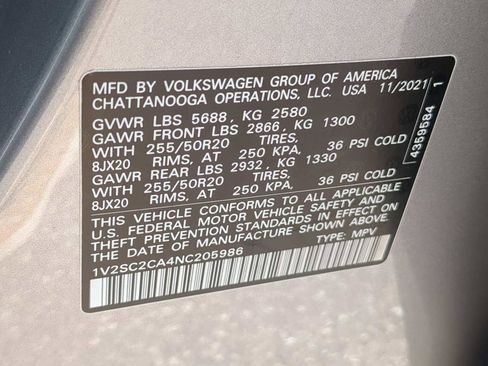 MFD BY VOLKSWAGEN GROUP OF AMERICA
CHATTANOOGA OPERATIONS, LLC. USA 11/2021
GVWR LBS 5688, KG 2580
GAWR FRONT LBS 2866, KG 1300
WITH 255/50R20 TIRES,
8JX20 RIMS, AT 250 KPA, 36 PSI COLD
GAWR REAR LBS 2932, KG 1330
WITH 255/50R20 TIRES,
8JX20 RIMS, AT 250 KPA, 36 PSI COLD
THIS VEHICLE CONFORMS TO ALL APPLICABLE
U.S. FEDERAL MOTOR VEHICLE SAFETY AND
THEFT PREVENTION STANDARDS IN EFFECT ON
THE DATE OF MANUFACTURE SHOWN ABOVE.
1V2SC2CA4NC205986 TYPE: MPV
4359584 1